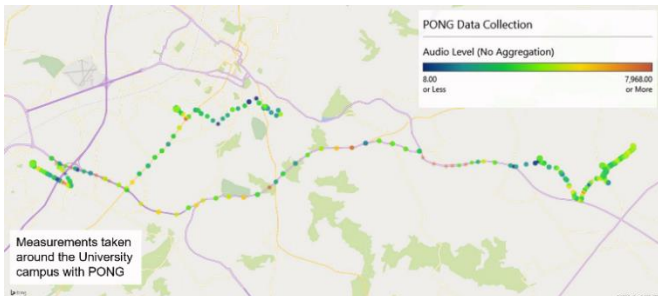 PONG Data Collection
Audio Level (No Aggregation)
8.00 7,968.00
or Less or More
Measurements taken
around the University
campus with PONG